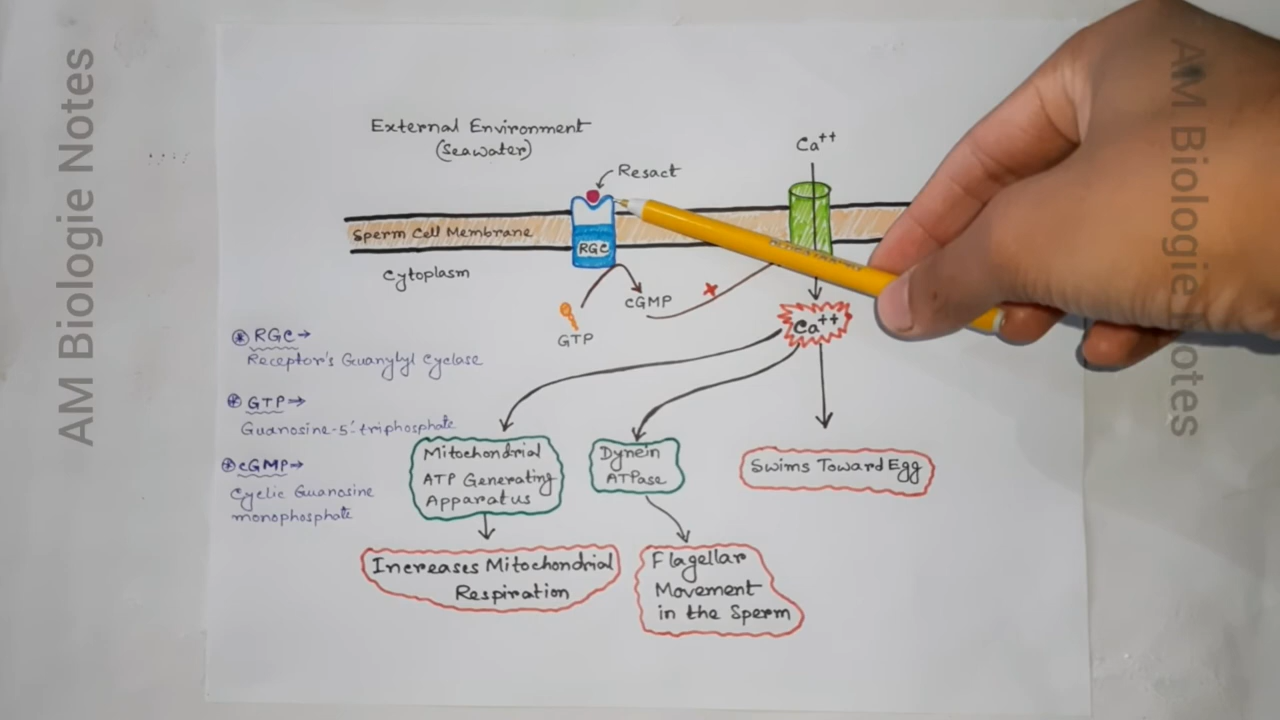 AM Biologie Notes
External Environment
(Seawater)
Resact
Ca++
Sperm Cell Membrane
RGC
Cytoplasm
cGMP
GTP
Ca++
RGC→
Receptor's Guanylyl Cyclase
GTP⇒
Guanosine-5'-triphosphate
cGMP→
Cyclic Guanosine
monophosphate
Mitochondrial
ATP Generating
Apparatus
Dynein
ATPase
Swims Toward Egg
Increases Mitochondrial
Respiration
Flagellar
Movement
in the Sperm
AM Biologie Notes